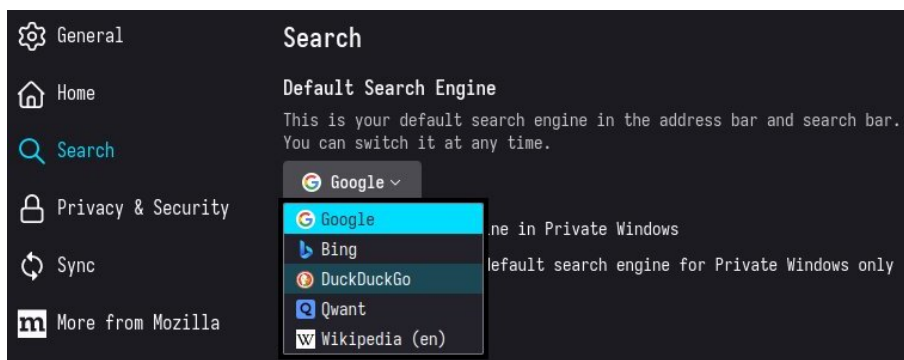 General
Home
Search
Privacy & Security
Sync
m More from Mozilla
Search
Default Search Engine
This is your default search engine in the address bar and search bar.
You can switch it at any time.
Google
Google
Bing
DuckDuckGo
Qwant
W Wikipedia (en)
ne in Private Windows
default search engine for Private Windows only